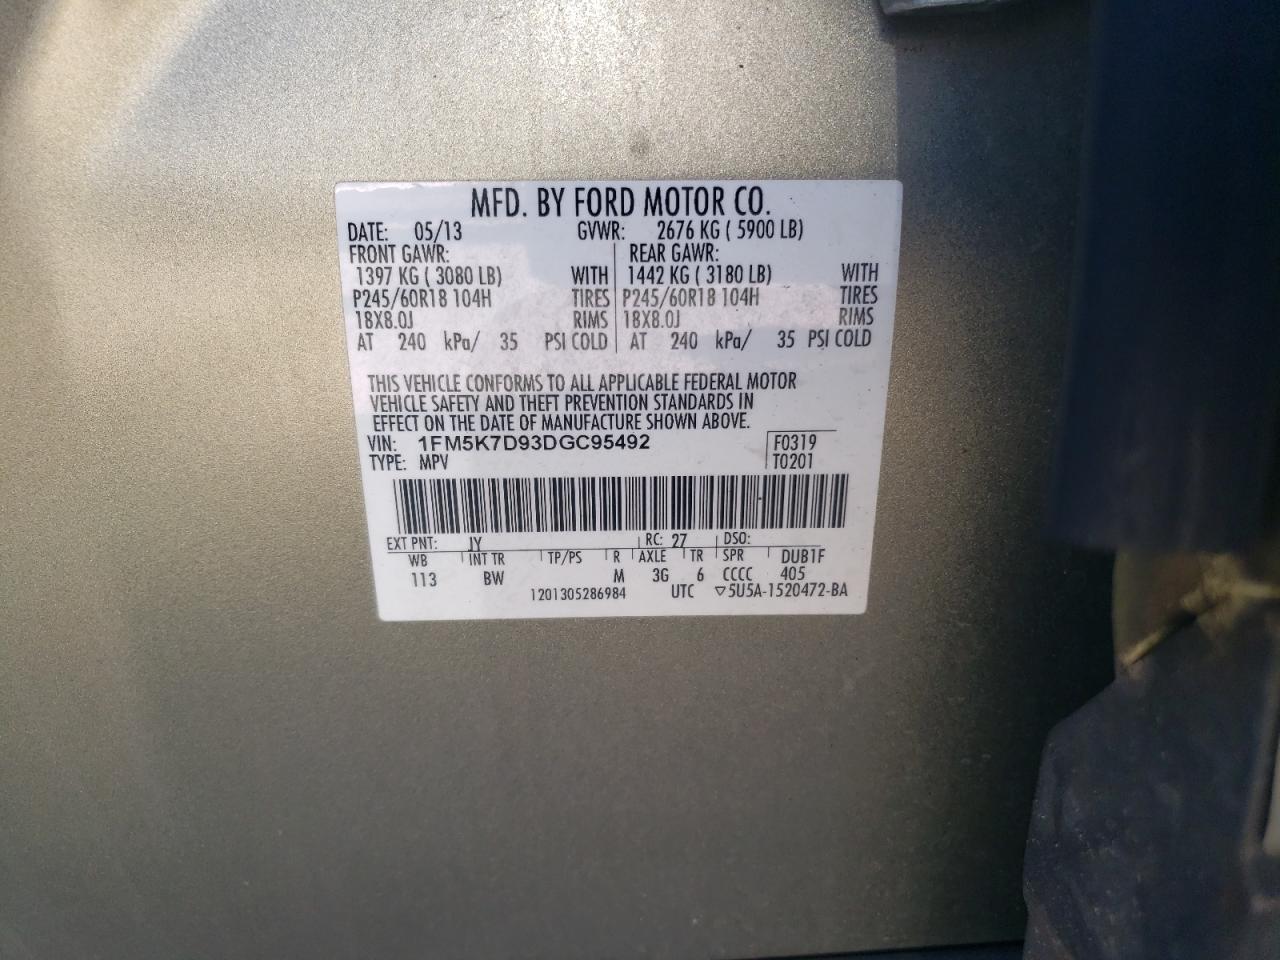 MFD. BY FORD MOTOR CO.
DATE: 05/13 GVWR: 2676 KG ( 5900 LB)
FRONT GAWR: REAR GAWR:
1397 KG ( 3080 LB) WITH 1442 KG ( 3180 LB) WITH
P245/60R18 104H TIRES P245/60R18 104H TIRES
18X8.0J RIMS 18X8.0J RIMS
AT 240 kPa/ 35 PSI COLD AT 240 kPa/ 35 PSI COLD
THIS VEHICLE CONFORMS TO ALL APPLICABLE FEDERAL MOTOR
VEHICLE SAFETY AND THEFT PREVENTION STANDARDS IN
EFFECT ON THE DATE OF MANUFACTURE SHOWN ABOVE.
VIN: 1FM5K7D93DGC95492 F0319
TYPE: MPV T0201
EXT PNT: JY RC: 27 DSO:
WB INT TR TP/PS R AXLE TR SPR DUB1F
113 BW M 3G 6 CCCC 405
1201305286984 UTC ▽5U5A-1520472-BA